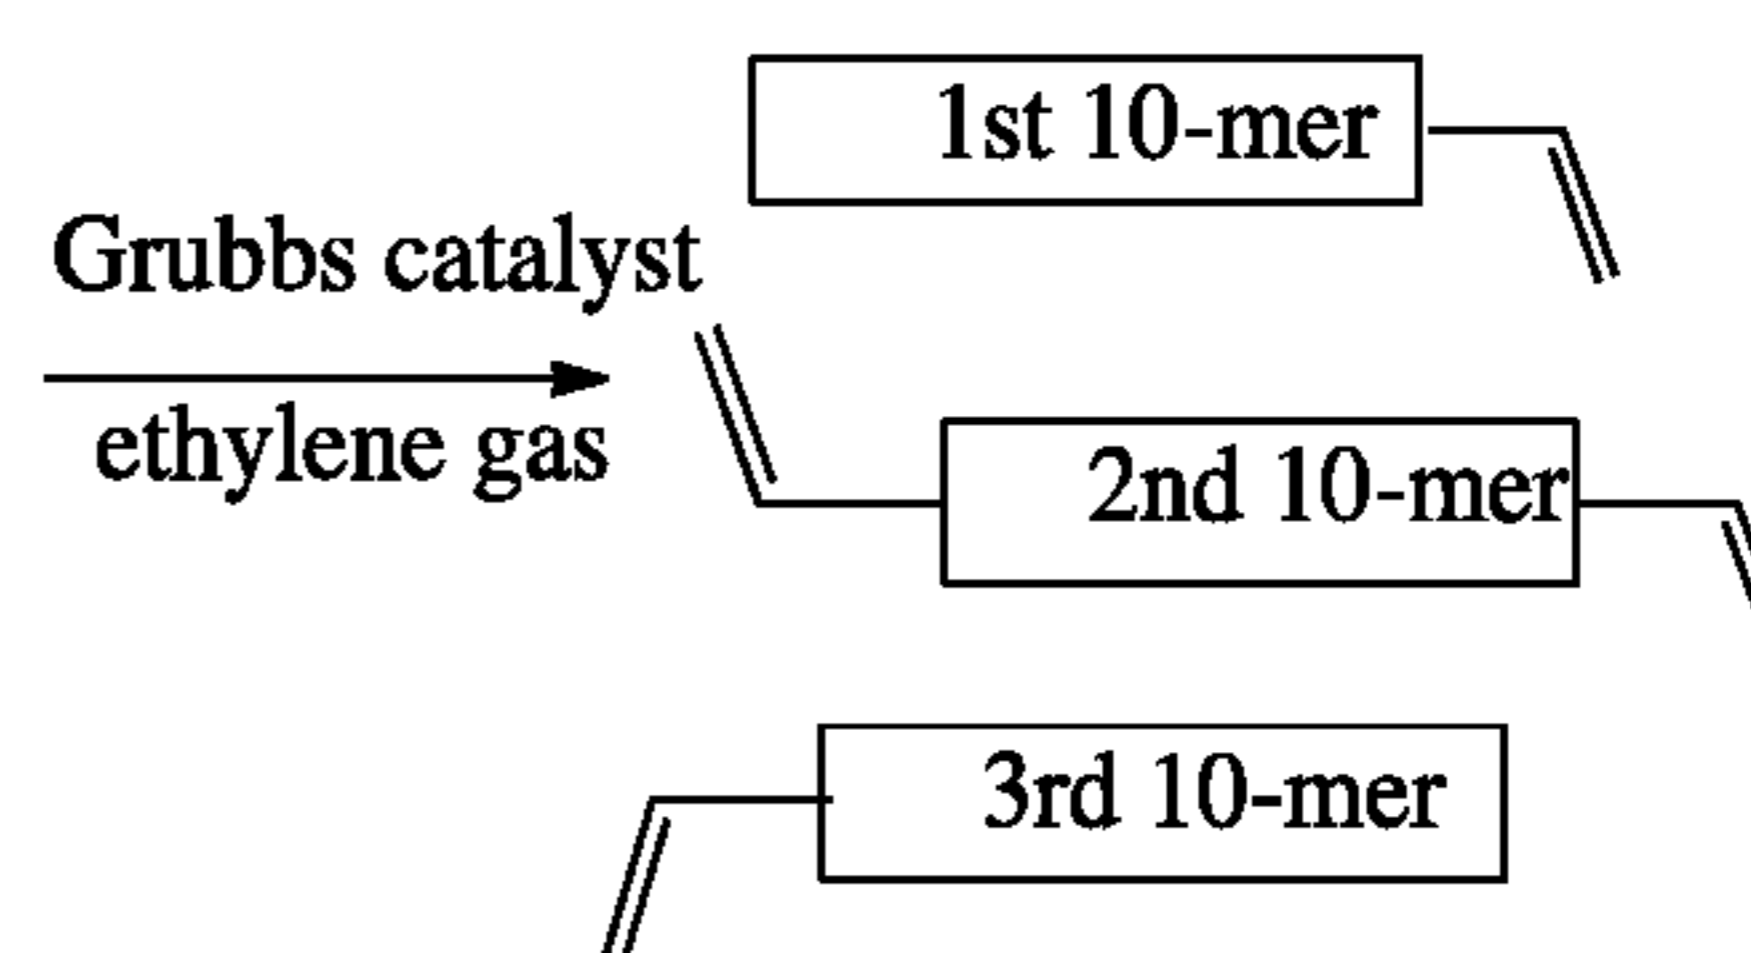 1st 10-mer
Grubbs catalyst
ethylene gas
2nd 10-mer
3rd 10-mer